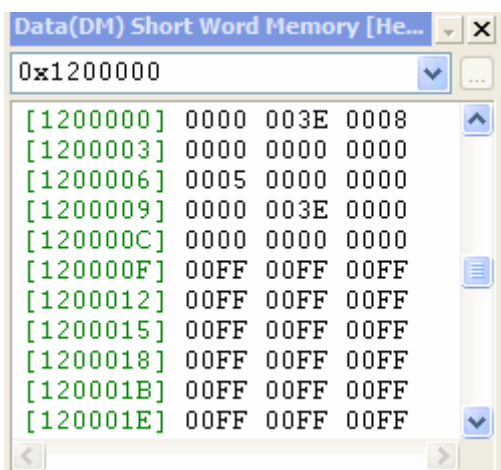 Data(DM) Short Word Memory [He...
0x1200000
...
[1200000] 0000 003E 0008
[1200003] 0000 0000 0000
[1200006] 0005 0000 0000
[1200009] 0000 003E 0000
[120000C] 0000 0000 0000
[120000F] 00FF 00FF 00FF
[1200012] 00FF 00FF 00FF
[1200015] 00FF 00FF 00FF
[1200018] 00FF 00FF 00FF
[120001B] 00FF 00FF 00FF
[120001E] 00FF 00FF 00FF